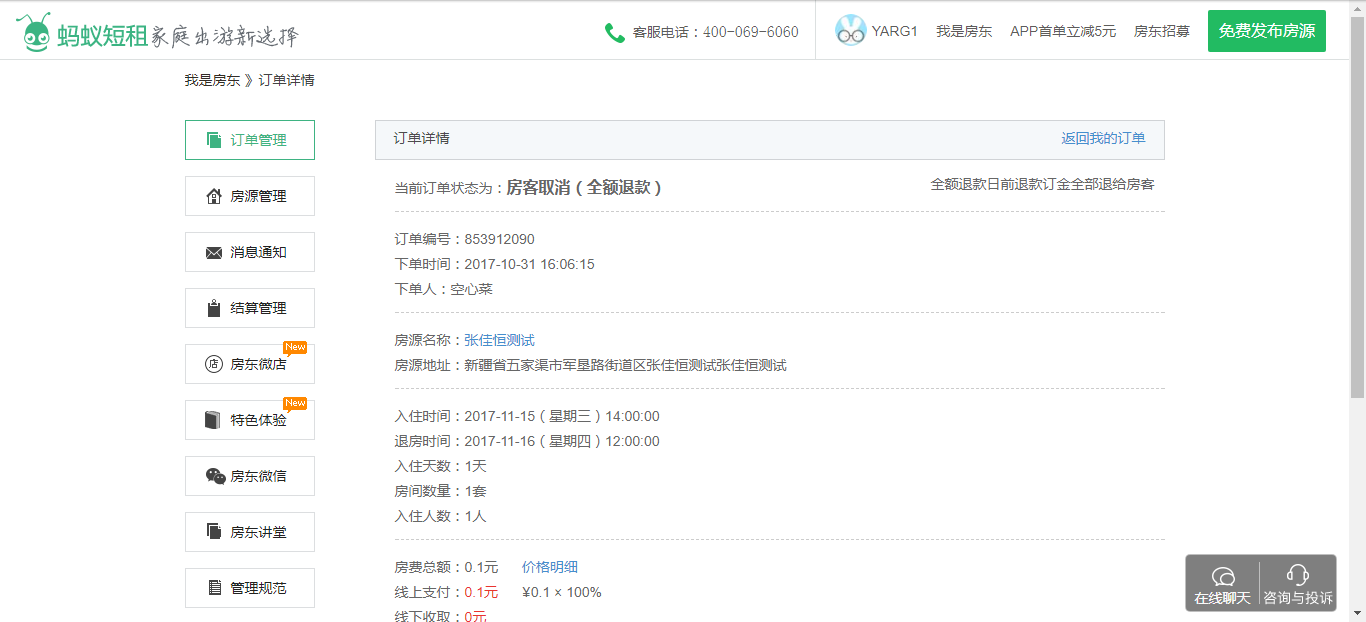 蚂蚁短租 家庭出游新选择
客服电话：400-069-6060
YARG1
我是房东
APP首单立减5元
房东招募
免费发布房源
我是房东 》订单详情
订单管理
房源管理
消息通知
结算管理
房东微店
New
特色体验
New
房东微信
房东讲堂
管理规范
订单详情
返回我的订单
当前订单状态为：房客取消（全额退款）
全额退款日前退款订金全部退给房客
订单编号：853912090
下单时间：2017-10-31 16:06:15
下单人：空心菜
房源名称：张佳恒测试
房源地址：新疆省五家渠市军垦路街道区张佳恒测试张佳恒测试
入住时间：2017-11-15（星期三）14:00:00
退房时间：2017-11-16（星期四）12:00:00
入住天数：1天
房间数量：1套
入住人数：1人
房费总额：0.1元 价格明细
线上支付：0.1元 ¥0.1 × 100%
线下收取：0元
店
在线聊天
咨询与投诉